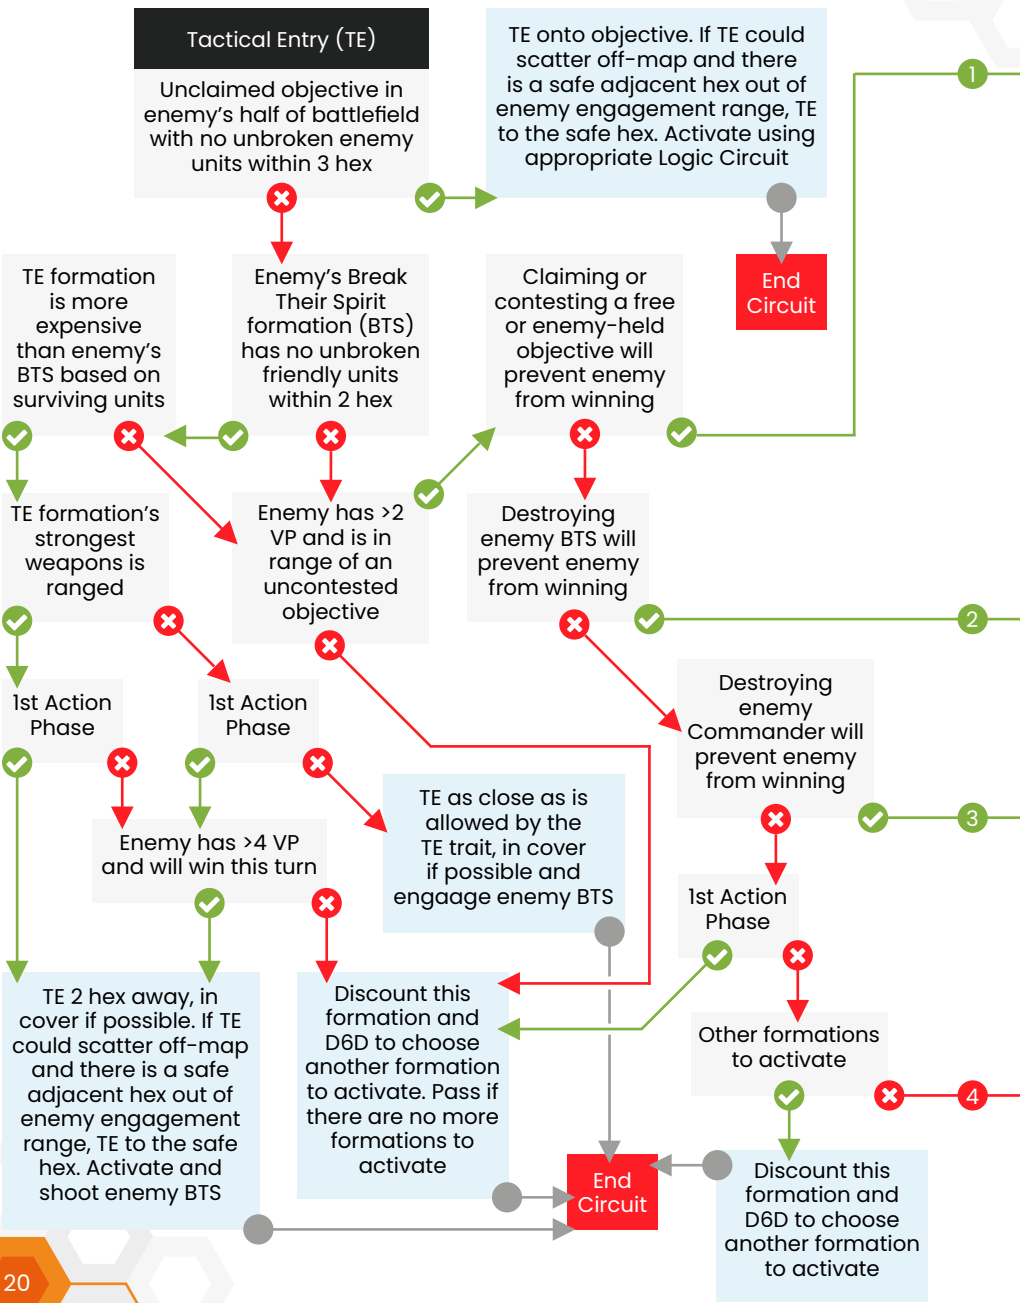 Tactical Entry (TE)
Unclaimed objective in
enemy's half of battlefield
with no unbroken enemy
units within 3 hex
TE onto objective. If TE could
scatter off-map and there
is a safe adjacent hex out of
enemy engagement range, TE
to the safe hex. Activate using
appropriate Logic Circuit
1
End
Circuit
TE formation
is more
expensive
than enemy's
BTS based on
surviving units
Enemy's Break
Their Spirit
formation (BTS)
has no unbroken
friendly units
within 2 hex
Claiming or
contesting a free
or enemy-held
objective will
prevent enemy
from winning
TE formation's
strongest
weapons is
ranged
Enemy has >2
VP and is in
range of an
uncontested
objective
Destroying
enemy BTS will
prevent enemy
from winning
2
1st Action
Phase
1st Action
Phase
Destroying
enemy
Commander will
prevent enemy
from winning
3
Enemy has >4 VP
and will win this turn
TE as close as is
allowed by the
TE trait, in cover
if possible and
engaage enemy BTS
1st Action
Phase
TE 2 hex away, in
cover if possible. If TE
could scatter off-map
and there is a safe
adjacent hex out of
enemy engagement
range, TE to the safe
hex. Activate and
shoot enemy BTS
Discount this
formation and
D6D to choose
another formation
to activate. Pass if
there are no more
formations to
activate
Other formations
to activate
4
End
Circuit
Discount this
formation and
D6D to choose
another formation
to activate
20